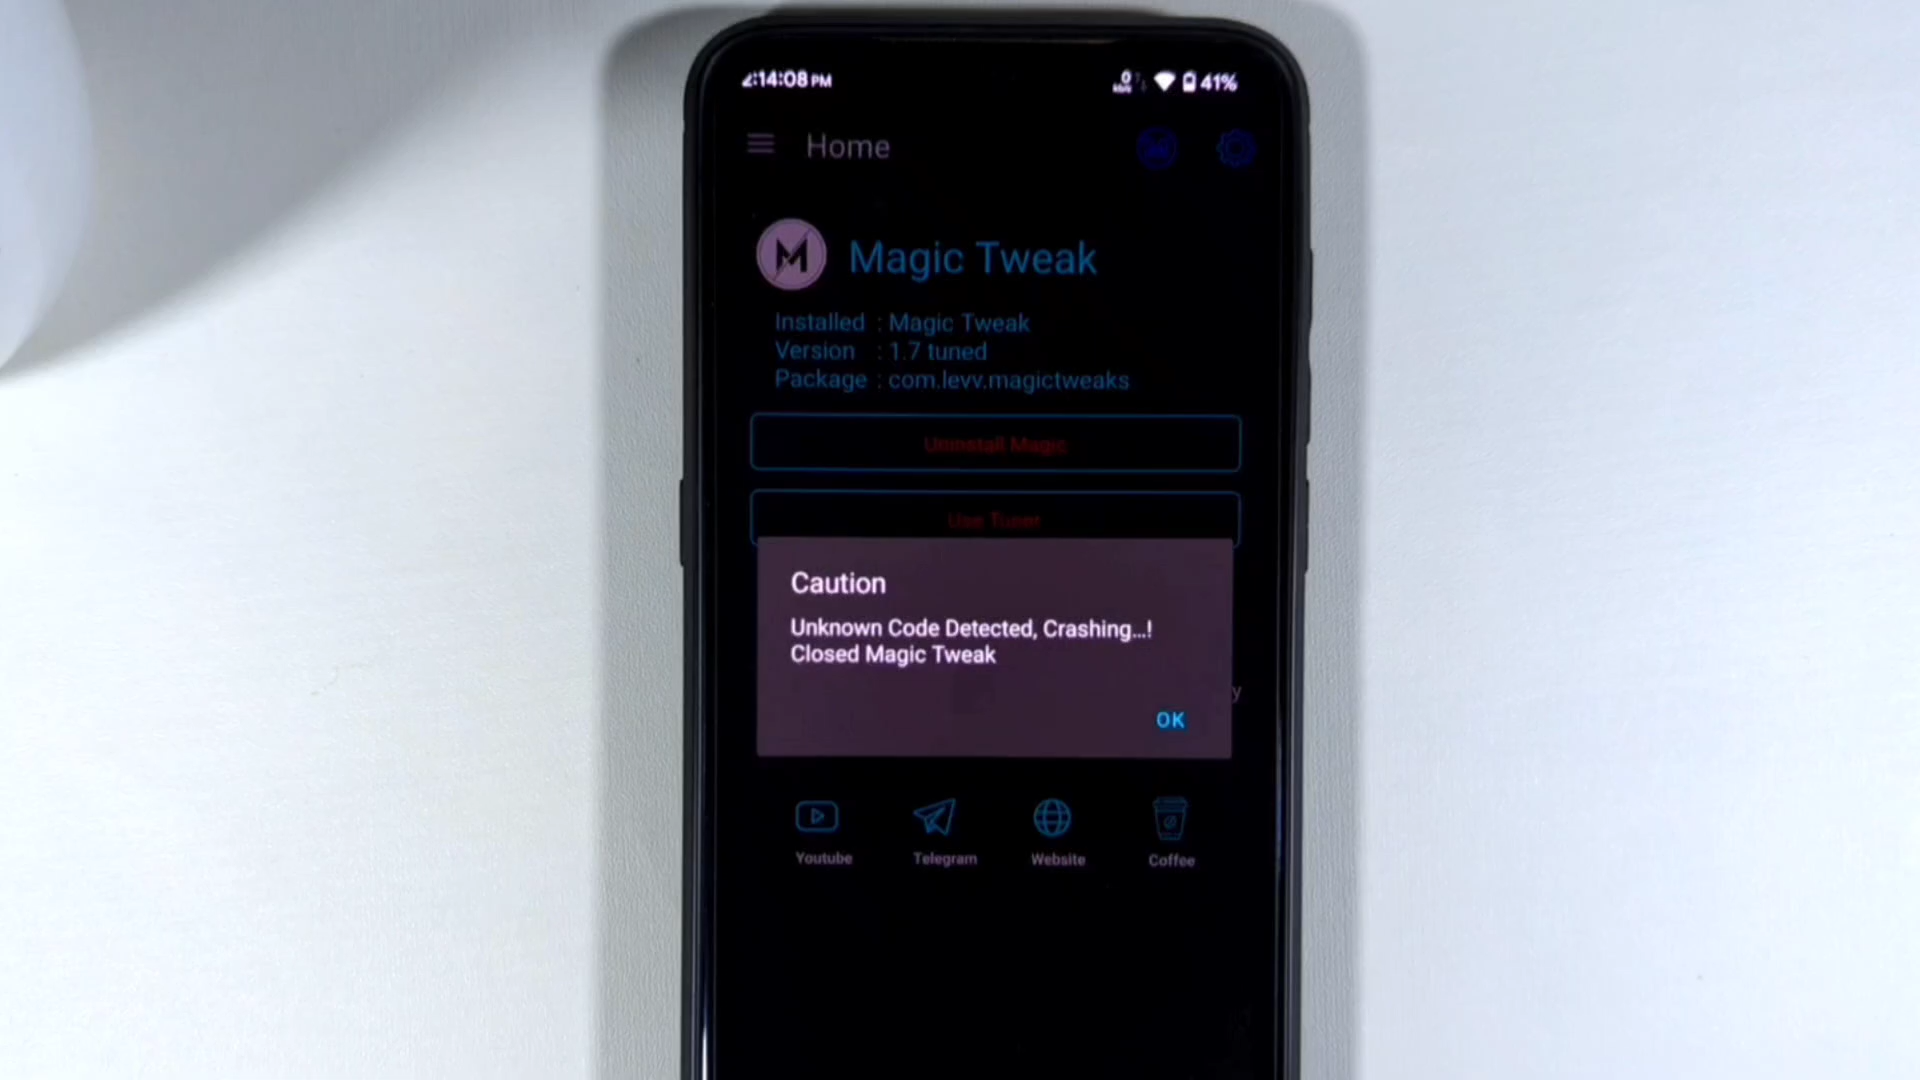 2:14:08 PM
41%
Home
M Magic Tweak
Installed : Magic Tweak
Version : 1.7 tuned
Package : com.levv.magictweaks
Uninstall Magic
Use Tuner
Caution
Unknown Code Detected, Crashing...!
Closed Magic Tweak
y
OK
Youtube Telegram Website Coffee